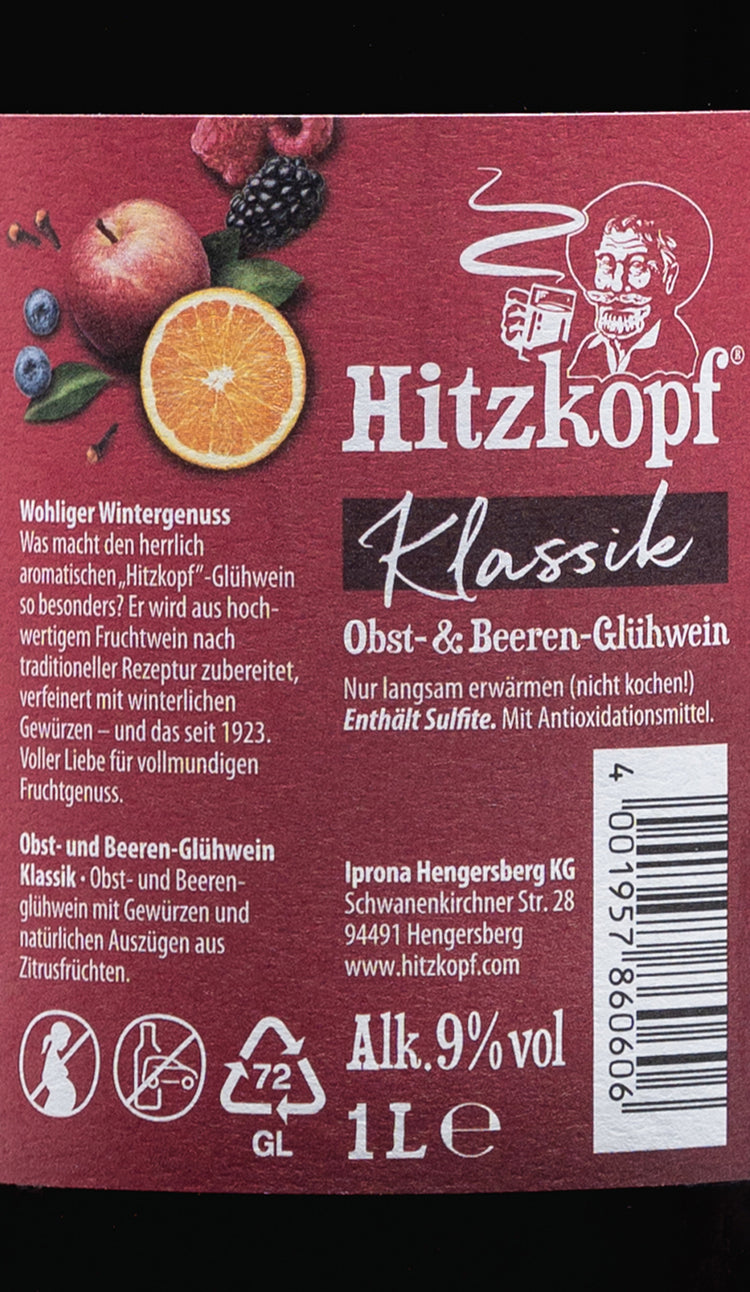 Hitzkopf®
Klassik
Obst- & Beeren-Glühwein
Nur langsam erwärmen (nicht kochen!)
Enthält Sulfite. Mit Antioxidationsmittel.
Wohliger Wintergenuss
Was macht den herrlich
aromatischen „Hitzkopf”-Glühwein
so besonders? Er wird aus hoch-
wertigem Fruchtwein nach
traditioneller Rezeptur zubereitet,
verfeinert mit winterlichen
Gewürzen – und das seit 1923.
Voller Liebe für vollmundigen
Fruchtgenuss.
Obst- und Beeren-Glühwein
Klassik · Obst- und Beeren-
glühwein mit Gewürzen und
natürlichen Auszügen aus
Zitrusfrüchten.
Iprona Hengersberg KG
Schwanenkirchner Str. 28
94491 Hengersberg
www.hitzkopf.com
72
GL
Alk. 9% vol
1 L ℮
4 001957 860606